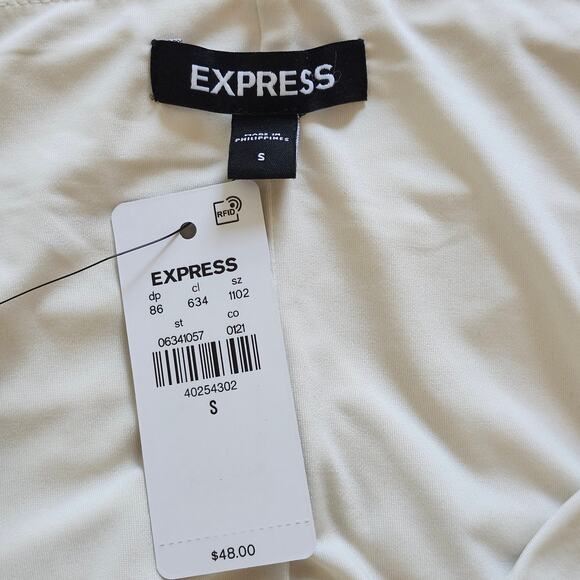 EXPRESS
MADE IN
PHILIPPINES
S
RFID
EXPRESS
dp cl sz
86 634 1102
st co
06341057 0121
40254302
S
$48.00